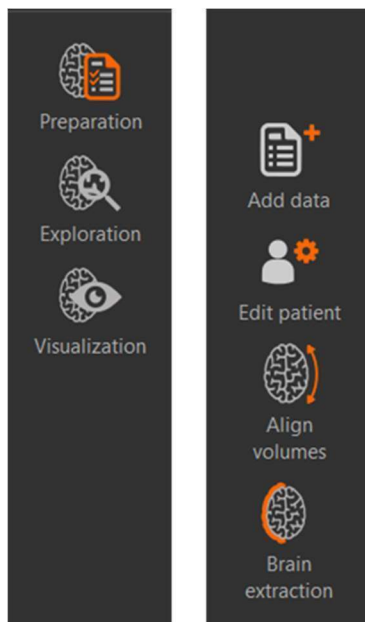 Preparation
Exploration
Visualization
Add data
Edit patient
Align
volumes
Brain
extraction